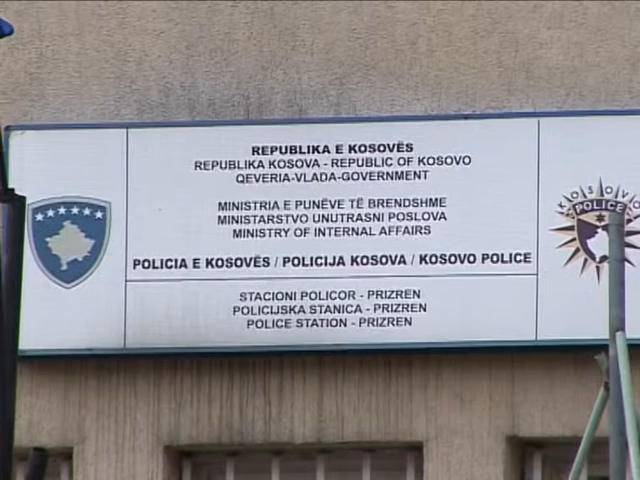 REPUBLIKA E KOSOVËS
REPUBLIKA KOSOVA - REPUBLIC OF KOSOVO
QEVERIA-VLADA-GOVERNMENT
MINISTRIA E PUNËVE TË BRENDSHME
MINISTARSTVO UNUTRASNI POSLOVA
MINISTRY OF INTERNAL AFFAIRS
POLICIA E KOSOVËS / POLICIJA KOSOVA / KOSOVO POLICE
STACIONI POLICOR - PRIZREN
POLICIJSKA STANICA - PRIZREN
POLICE STATION - PRIZREN
KOSOVO
POLICE